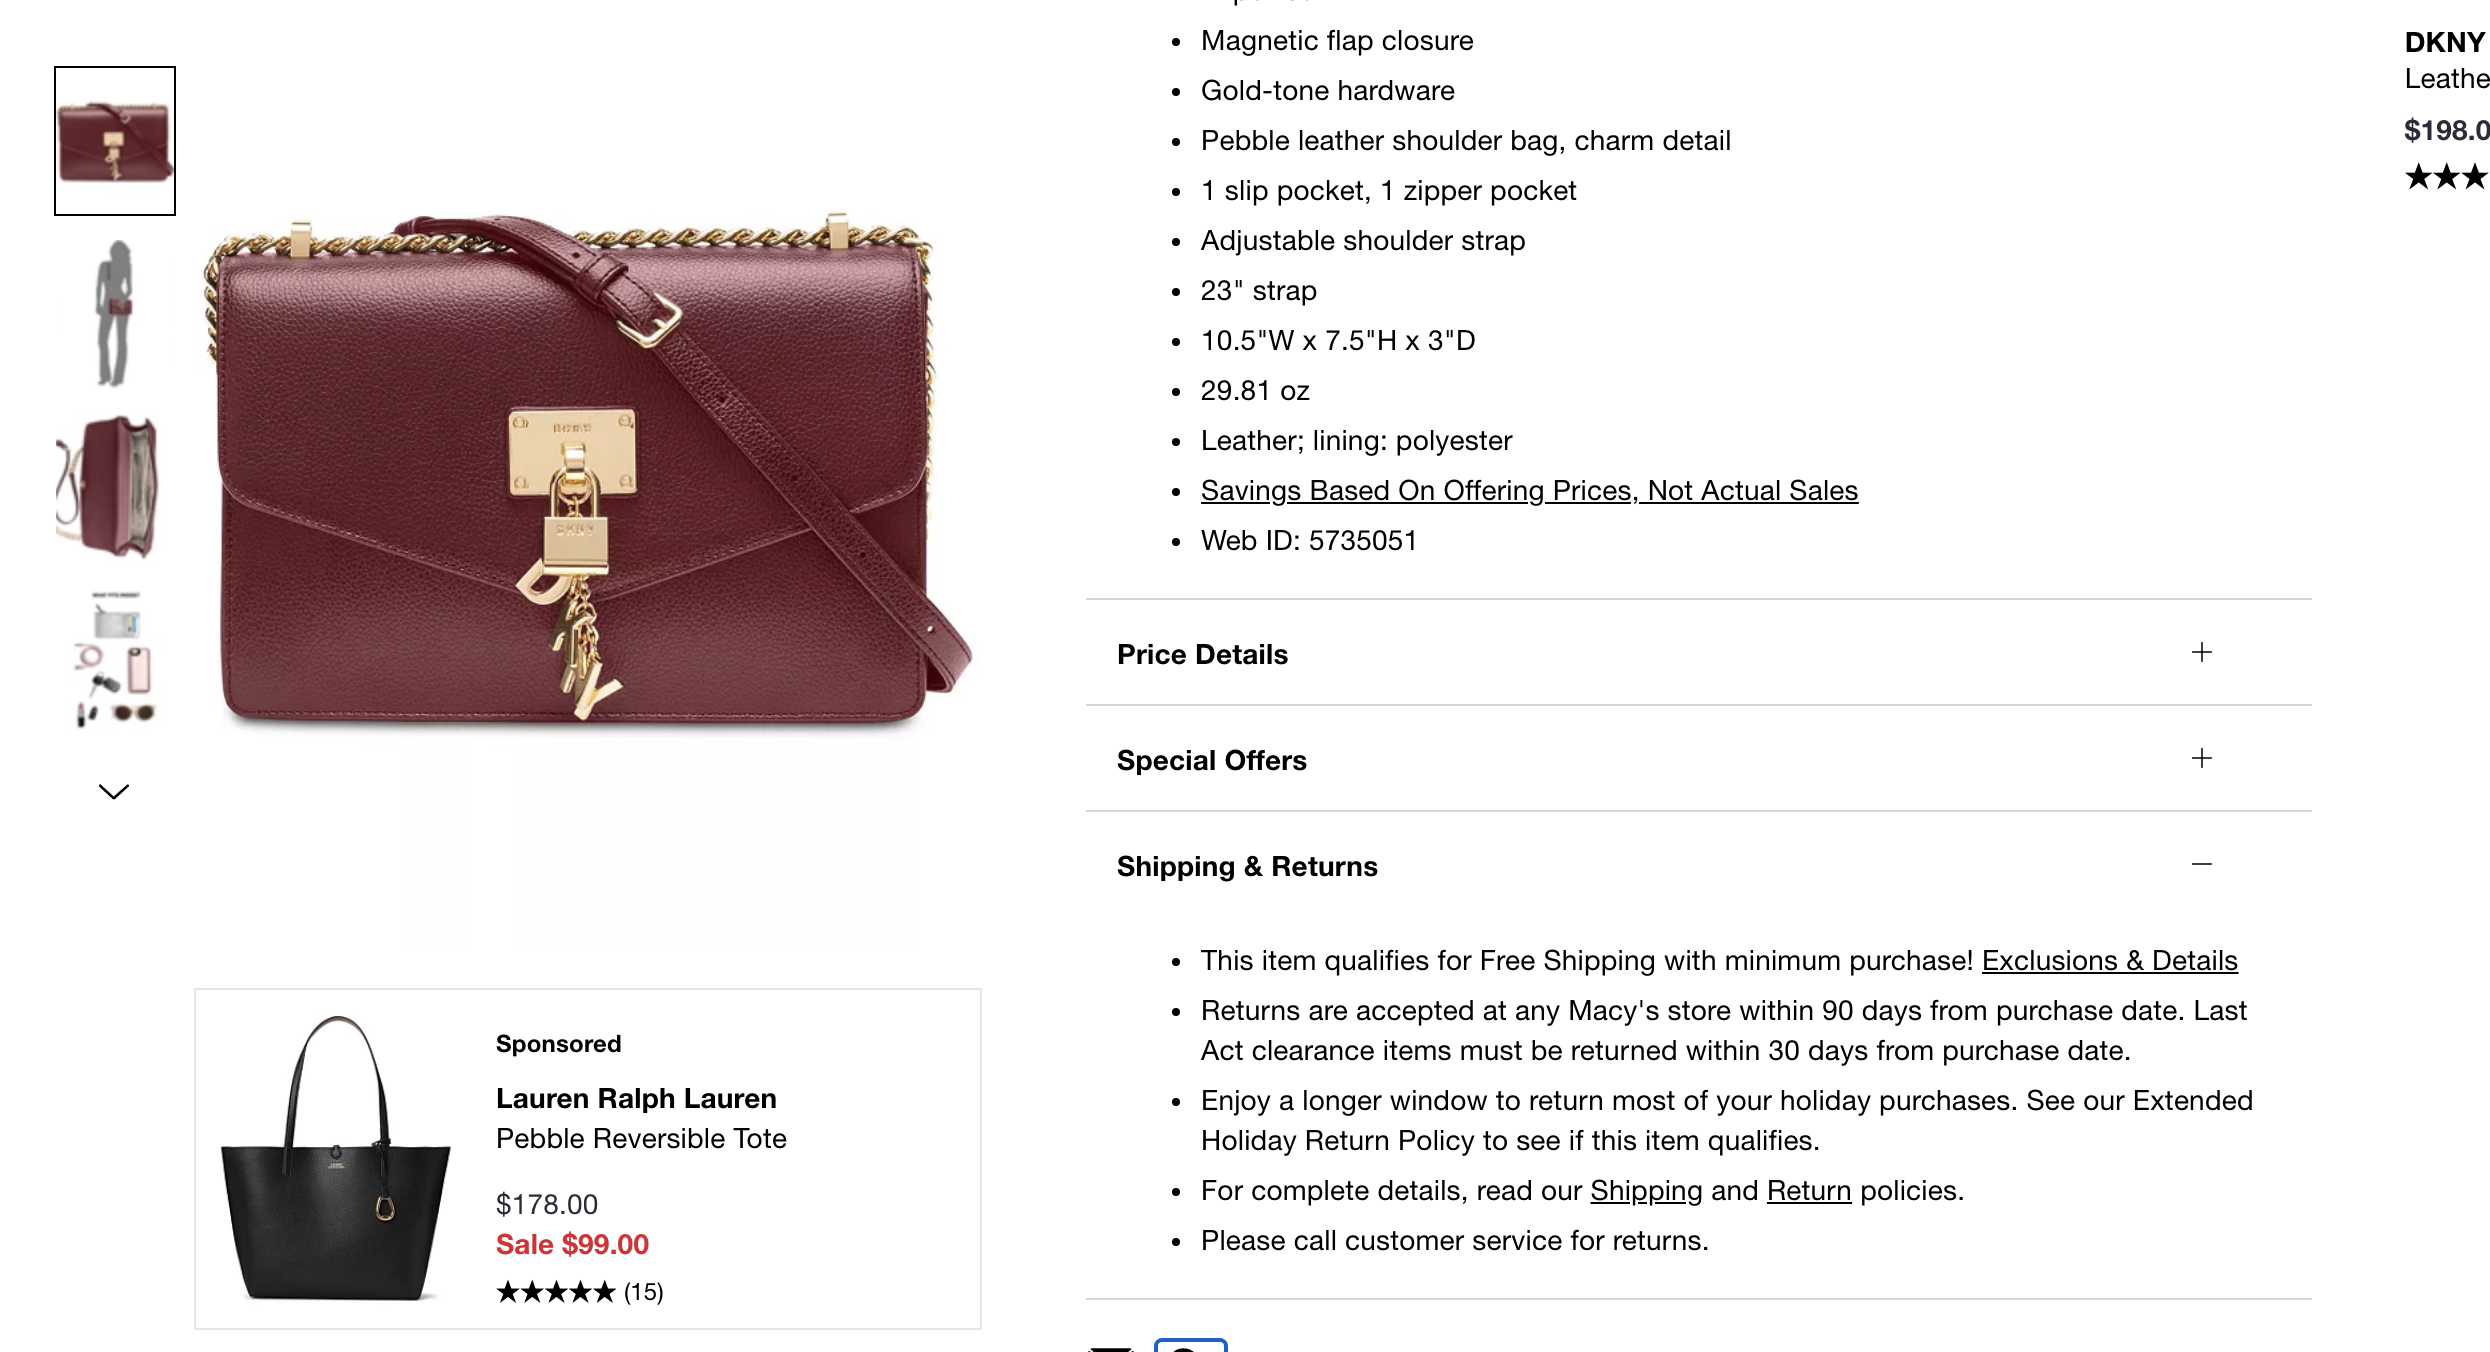 Magnetic flap closure
Gold-tone hardware
Pebble leather shoulder bag, charm detail
1 slip pocket, 1 zipper pocket
Adjustable shoulder strap
23" strap
10.5"W x 7.5"H x 3"D
29.81 oz
Leather; lining: polyester
Savings Based On Offering Prices, Not Actual Sales
Web ID: 5735051
Price Details
Special Offers
Shipping & Returns
This item qualifies for Free Shipping with minimum purchase! Exclusions & Details
Returns are accepted at any Macy's store within 90 days from purchase date. Last
Act clearance items must be returned within 30 days from purchase date.
Enjoy a longer window to return most of your holiday purchases. See our Extended
Holiday Return Policy to see if this item qualifies.
For complete details, read our Shipping and Return policies.
Please call customer service for returns.
DKNY
DKNY
D
K
N
Y
WHAT FITS INSIDE?
Sponsored
Lauren Ralph Lauren
Pebble Reversible Tote
$178.00
Sale $99.00
(15)
DKNY
Leathe
$198.0